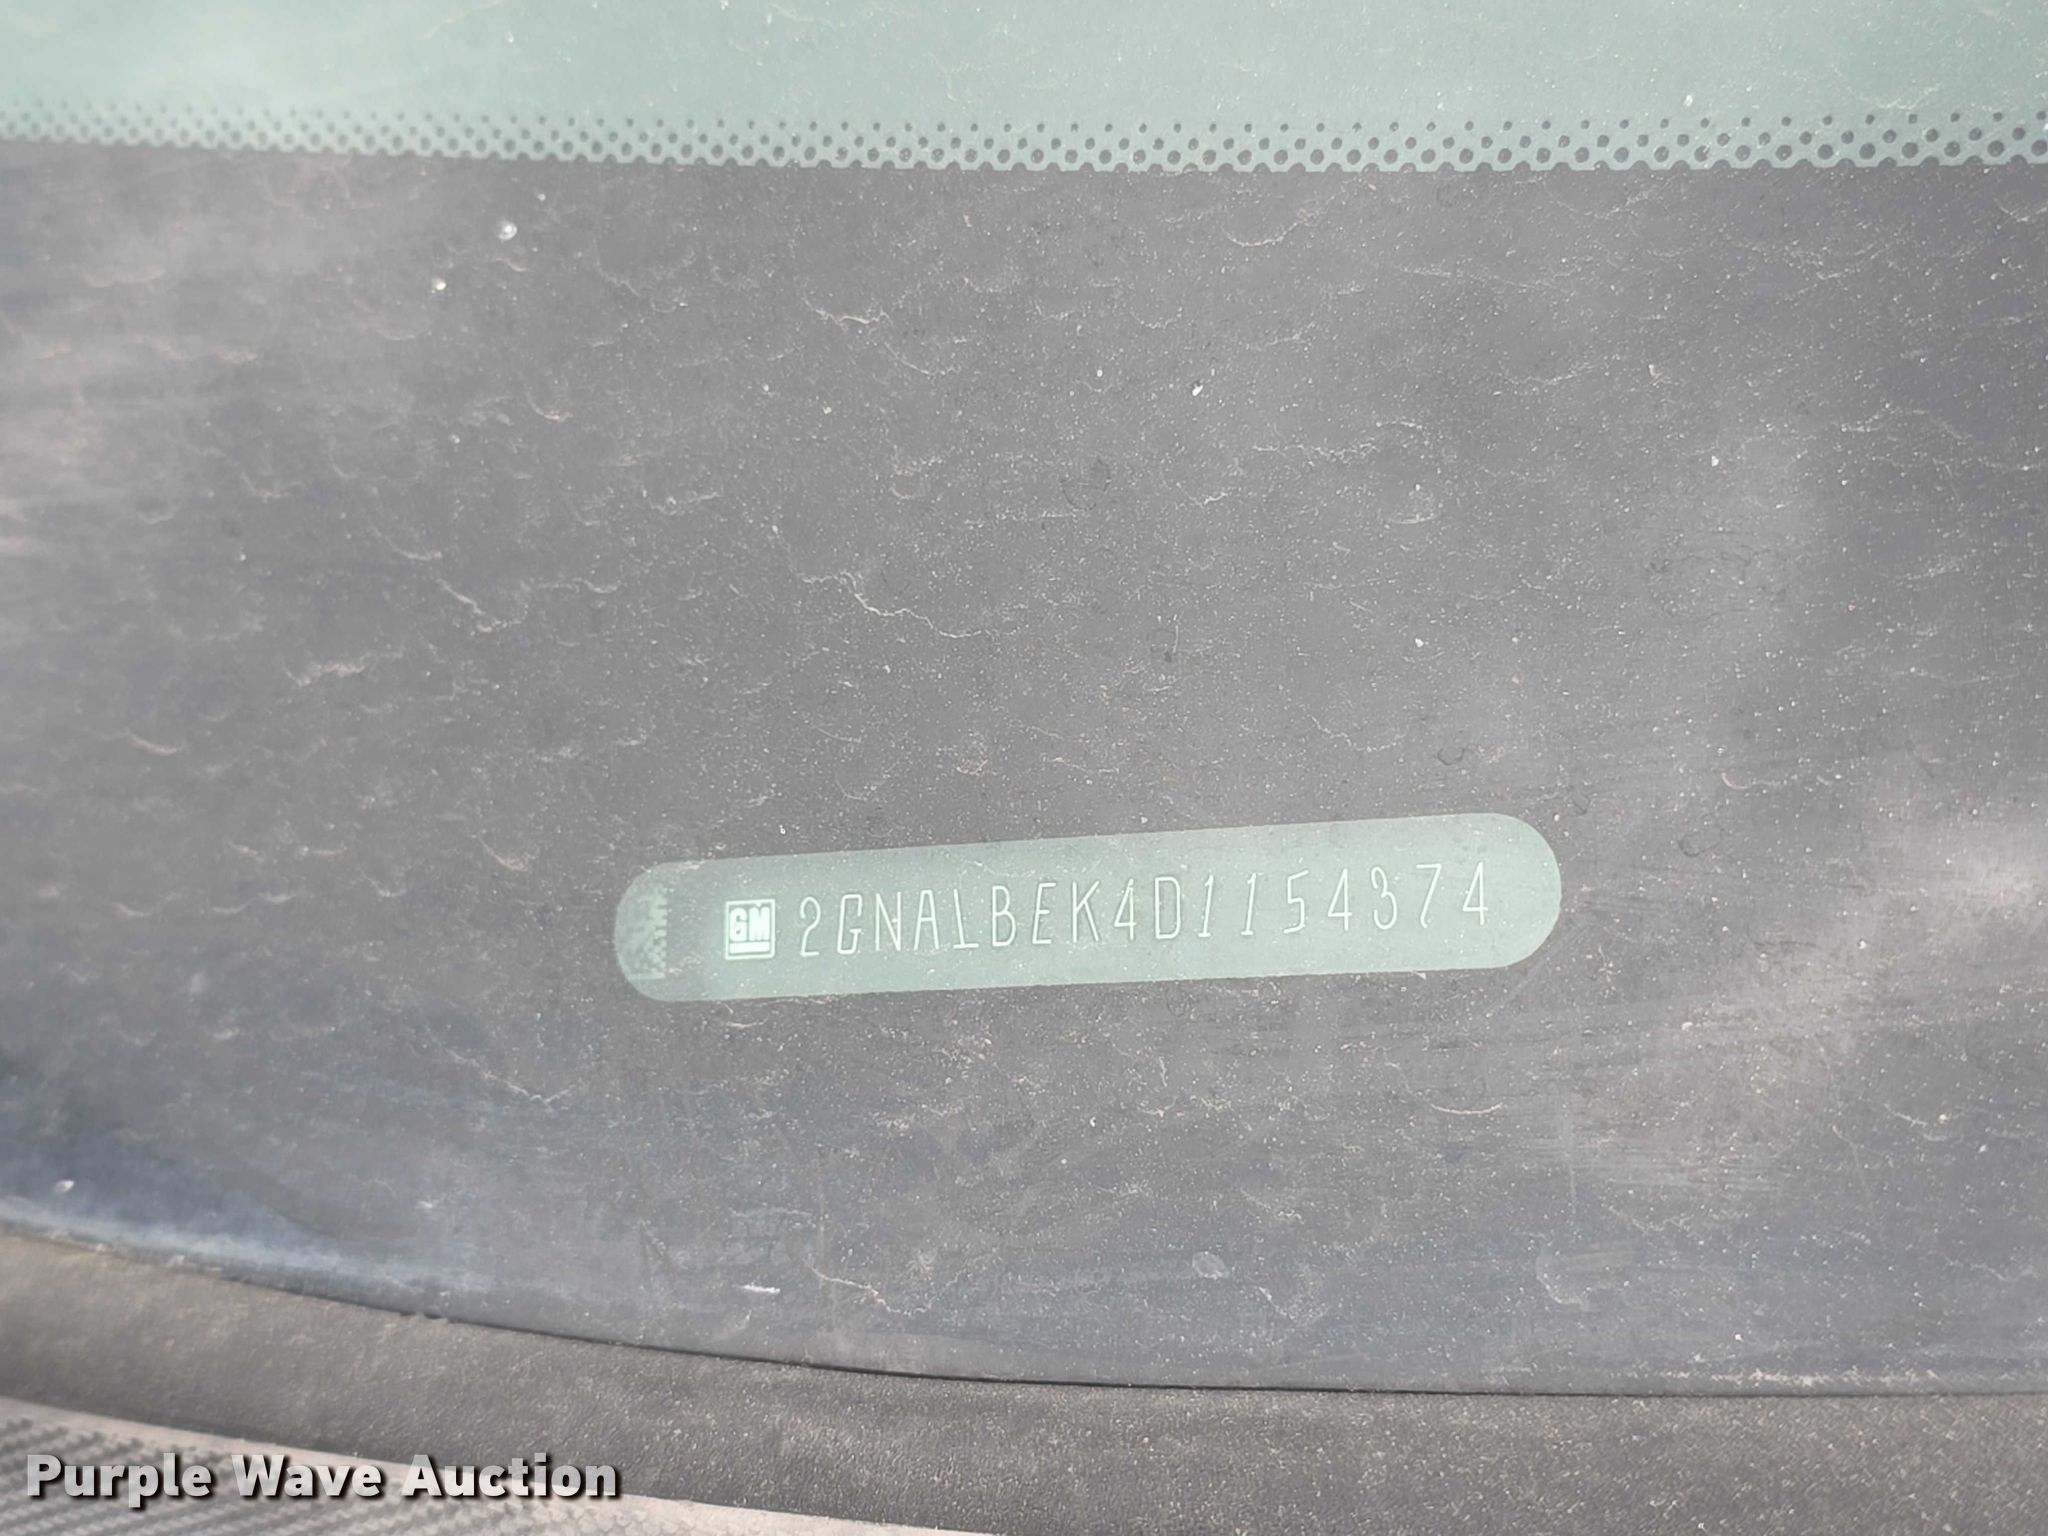 GM 2GNALBEK4D1154374
Purple Wave Auction